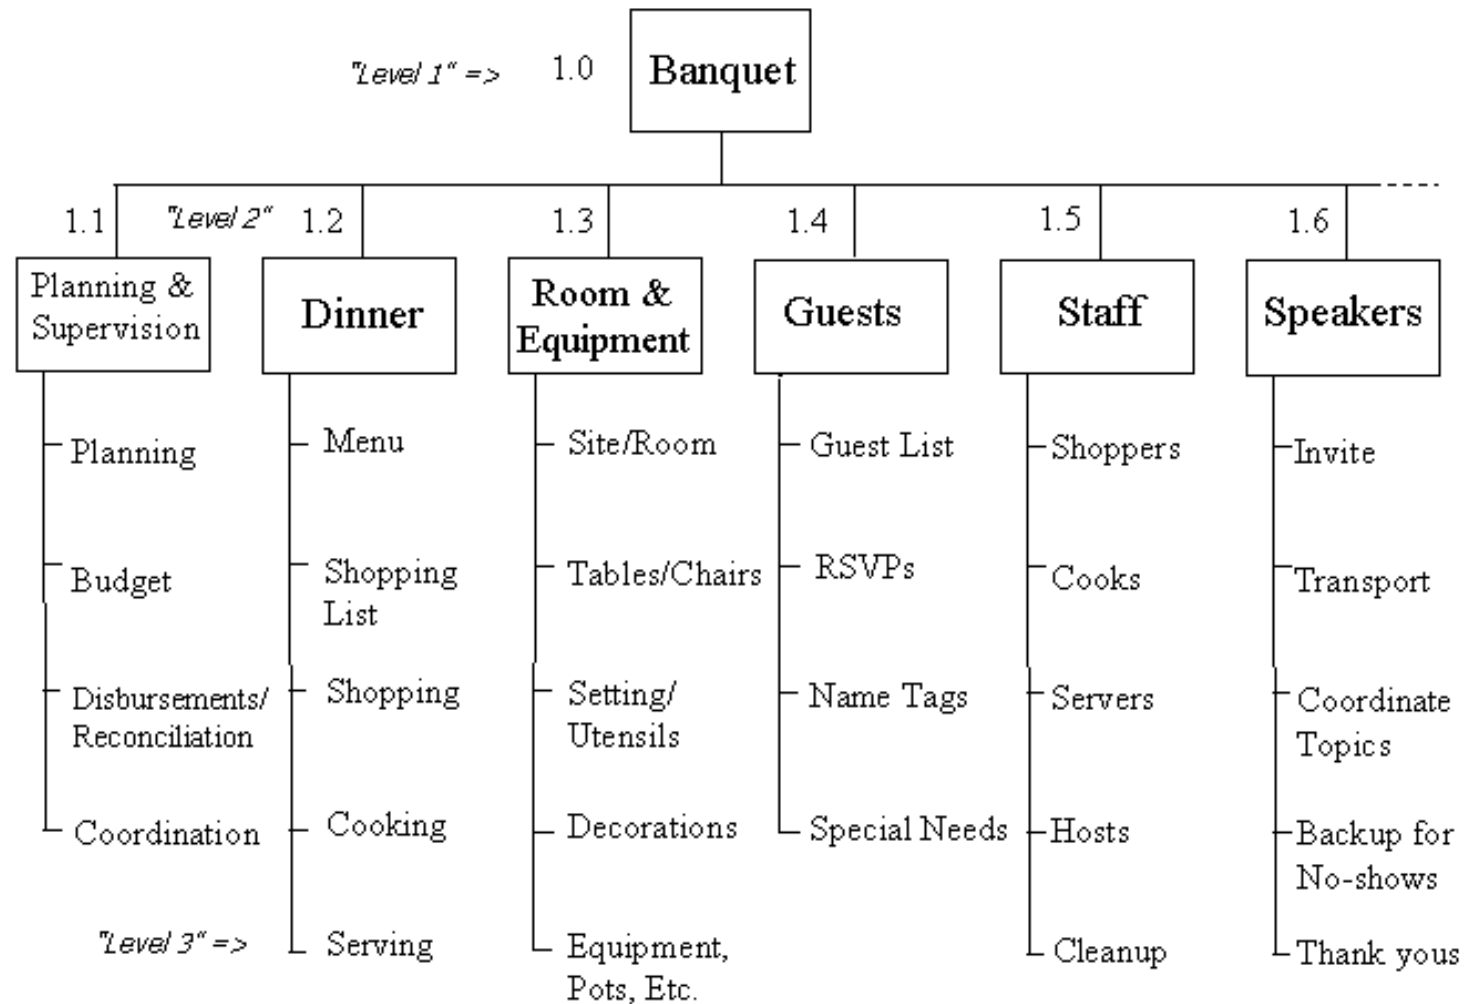 "Level 1" => 1.0 Banquet
1.1 "Level 2" 1.2 1.3 1.4 1.5 1.6
Planning &
Supervision
Dinner
Room &
Equipment
Guests
Staff
Speakers
Planning
Budget
Disbursements/
Reconciliation
Coordination
Menu
Shopping
List
Shopping
Cooking
"Level 3" => Serving
Site/Room
Tables/Chairs
Setting/
Utensils
Decorations
Equipment,
Pots, Etc.
Guest List
RSVPs
Name Tags
Special Needs
Shoppers
Cooks
Servers
Hosts
Cleanup
Invite
Transport
Coordinate
Topics
Backup for
No-shows
Thank yous